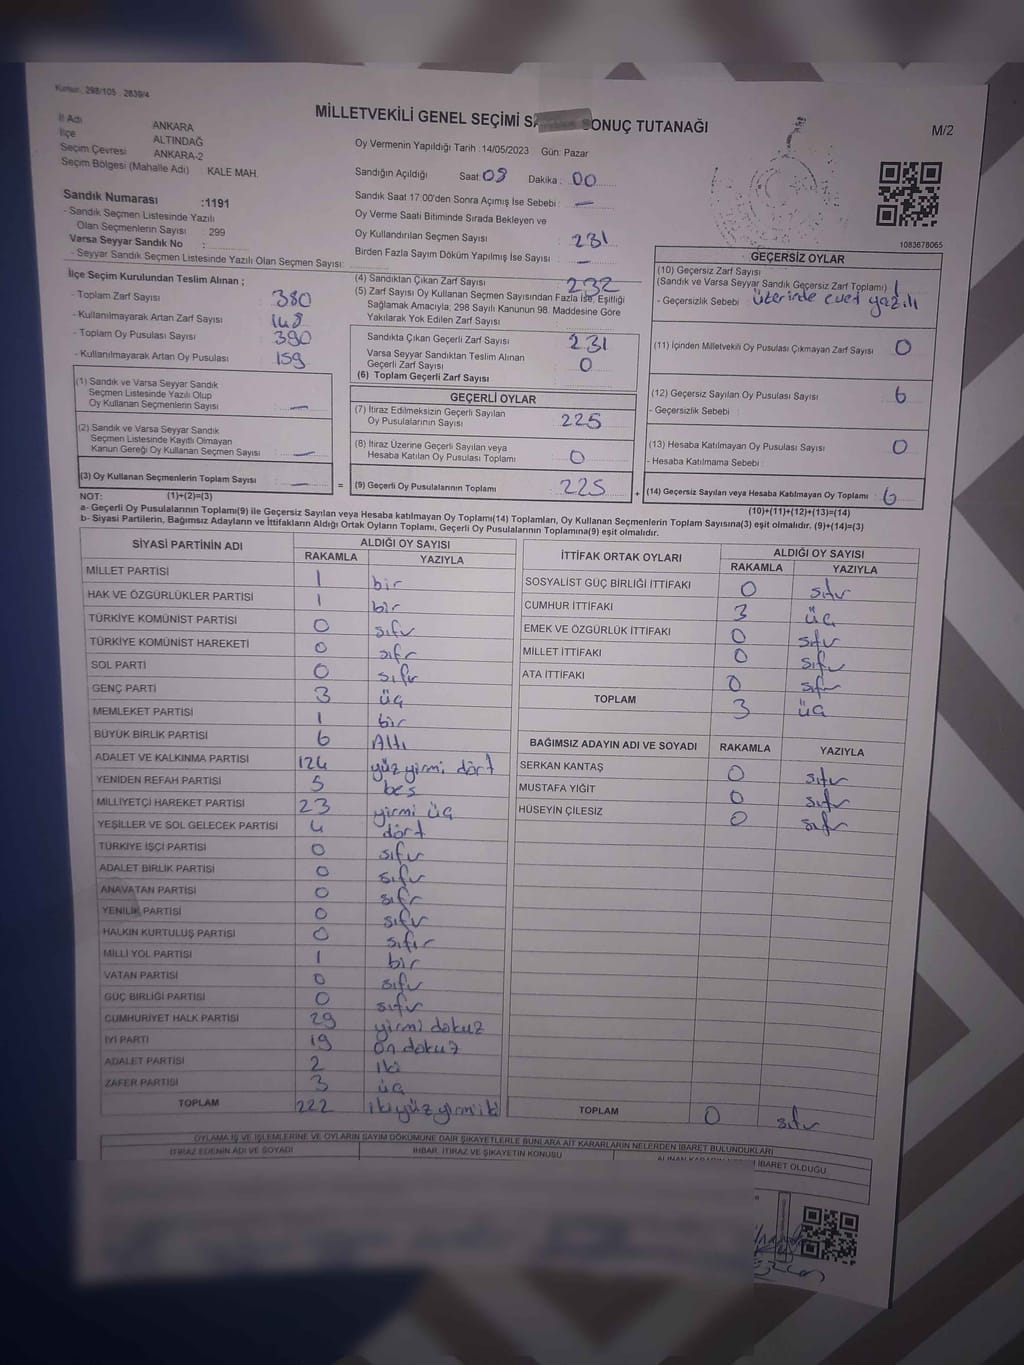 Kanun: 298/105 2839/4
MİLLETVEKİLİ GENEL SEÇİMİ SONUÇ TUTANAĞI
M/2
İl Adı ANKARA
İlçe ALTINDAĞ
Seçim Çevresi ANKARA-2
Seçim Bölgesi (Mahalle Adı) : KALE MAH.
Sandık Numarası :1191
- Sandık Seçmen Listesinde Yazılı
Olan Seçmenlerin Sayısı : 299
Varsa Seyyar Sandık No :
- Seyyar Sandık Seçmen Listesinde Yazılı Olan Seçmen Sayısı:
Oy Vermenin Yapıldığı Tarih :14/05/2023 Gün: Pazar
Sandığın Açıldığı Saat: 08 Dakika: 00
Sandık Saat 17:00'den Sonra Açılmış İse Sebebi : —
Oy Verme Saati Bitiminde Sırada Bekleyen ve
Oy Kullandırılan Seçmen Sayısı : 231
Birden Fazla Sayım Döküm Yapılmış İse Sayısı : —
1083678065
İlçe Seçim Kurulundan Teslim Alınan ;
- Toplam Zarf Sayısı : 380
- Kullanılmayarak Artan Zarf Sayısı : 148
- Toplam Oy Pusulası Sayısı : 390
- Kullanılmayarak Artan Oy Pusulası : 159
(1) Sandık ve Varsa Seyyar Sandık
Seçmen Listesinde Yazılı Olup
Oy Kullanan Seçmenlerin Sayısı : —
(2) Sandık ve Varsa Seyyar Sandık
Seçmen Listesinde Kayıtlı Olmayan
Kanun Gereği Oy Kullanan Seçmen Sayısı : —
(3) Oy Kullanan Seçmenlerin Toplam Sayısı : —
(4) Sandıktan Çıkan Zarf Sayısı : 232
(5) Zarf Sayısı Oy Kullanan Seçmen Sayısından Fazla İse, Eşitliği
Sağlamak Amacıyla, 298 Sayılı Kanunun 98. Maddesine Göre
Yakılarak Yok Edilen Zarf Sayısı :
Sandıkta Çıkan Geçerli Zarf Sayısı : 231
Varsa Seyyar Sandıktan Teslim Alınan
Geçerli Zarf Sayısı : 0
(6) Toplam Geçerli Zarf Sayısı :
GEÇERLİ OYLAR
(7) İtiraz Edilmeksizin Geçerli Sayılan
Oy Pusulalarının Sayısı : 225
(8) İtiraz Üzerine Geçerli Sayılan veya
Hesaba Katılan Oy Pusulası Toplamı : 0
= (9) Geçerli Oy Pusulalarının Toplamı : 225
GEÇERSİZ OYLAR
(10) Geçersiz Zarf Sayısı
(Sandık ve Varsa Seyyar Sandık Geçersiz Zarf Toplamı) : 1
- Geçersizlik Sebebi : üzerinde evet yazılı
(11) İçinden Milletvekili Oy Pusulası Çıkmayan Zarf Sayısı : 0
(12) Geçersiz Sayılan Oy Pusulası Sayısı : 6
- Geçersizlik Sebebi :
(13) Hesaba Katılmayan Oy Pusulası Sayısı : 0
- Hesaba Katılmama Sebebi :
+ (14) Geçersiz Sayılan veya Hesaba Katılmayan Oy Toplamı : 6
NOT: (1)+(2)=(3)
(10)+(11)+(12)+(13)=(14)
a- Geçerli Oy Pusulalarının Toplamı(9) ile Geçersiz Sayılan veya Hesaba katılmayan Oy Toplamı(14) Toplamları, Oy Kullanan Seçmenlerin Toplam Sayısına(3) eşit olmalıdır. (9)+(14)=(3)
b- Siyasi Partilerin, Bağımsız Adayların ve İttifakların Aldığı Ortak Oyların Toplamı, Geçerli Oy Pusulalarının Toplamına(9) eşit olmalıdır.
SİYASİ PARTİNİN ADI ALDIĞI OY SAYISI
RAKAMLA YAZIYLA
MİLLET PARTİSİ 1 bir
HAK VE ÖZGÜRLÜKLER PARTİSİ 1 bir
TÜRKİYE KOMÜNİST PARTİSİ 0 sıfır
TÜRKİYE KOMÜNİST HAREKETİ 0 sıfır
SOL PARTİ 0 sıfır
GENÇ PARTİ 3 üç
MEMLEKET PARTİSİ 1 bir
BÜYÜK BİRLİK PARTİSİ 6 Altı
ADALET VE KALKINMA PARTİSİ 124 yüz yirmi dört
YENİDEN REFAH PARTİSİ 5 beş
MİLLİYETÇİ HAREKET PARTİSİ 23 yirmi üç
YEŞİLLER VE SOL GELECEK PARTİSİ 4 dört
TÜRKİYE İŞÇİ PARTİSİ 0 sıfır
ADALET BİRLİK PARTİSİ 0 sıfır
ANAVATAN PARTİSİ 0 sıfır
YENİLİK PARTİSİ 0 sıfır
HALKIN KURTULUŞ PARTİSİ 0 sıfır
MİLLİ YOL PARTİSİ 1 bir
VATAN PARTİSİ 0 sıfır
GÜÇ BİRLİĞİ PARTİSİ 0 sıfır
CUMHURİYET HALK PARTİSİ 29 yirmi dokuz
İYİ PARTİ 19 on dokuz
ADALET PARTİSİ 2 iki
ZAFER PARTİSİ 3 üç
TOPLAM 222 ikiyüz yirmi iki
İTTİFAK ORTAK OYLARI ALDIĞI OY SAYISI
RAKAMLA YAZIYLA
SOSYALİST GÜÇ BİRLİĞİ İTTİFAKI 0 sıfır
CUMHUR İTTİFAKI 3 üç
EMEK VE ÖZGÜRLÜK İTTİFAKI 0 sıfır
MİLLET İTTİFAKI 0 sıfır
ATA İTTİFAKI 0 sıfır
TOPLAM 3 üç
BAĞIMSIZ ADAYIN ADI VE SOYADI RAKAMLA YAZIYLA
SERKAN KANTAŞ 0 sıfır
MUSTAFA YİĞİT 0 sıfır
HÜSEYİN ÇİLESİZ 0 sıfır
TOPLAM 0 sıfır
OYLAMA İŞ VE İŞLEMLERİNE VE OYLARIN SAYIM DÖKÜMÜNE DAİR ŞİKAYETLERLE BUNLARA AİT KARARLARIN NELERDEN İBARET BULUNDUKLARI
İTİRAZ EDENİN ADI VE SOYADI İHBAR, İTİRAZ VE ŞİKAYETİN KONUSU İBARET OLDUĞU